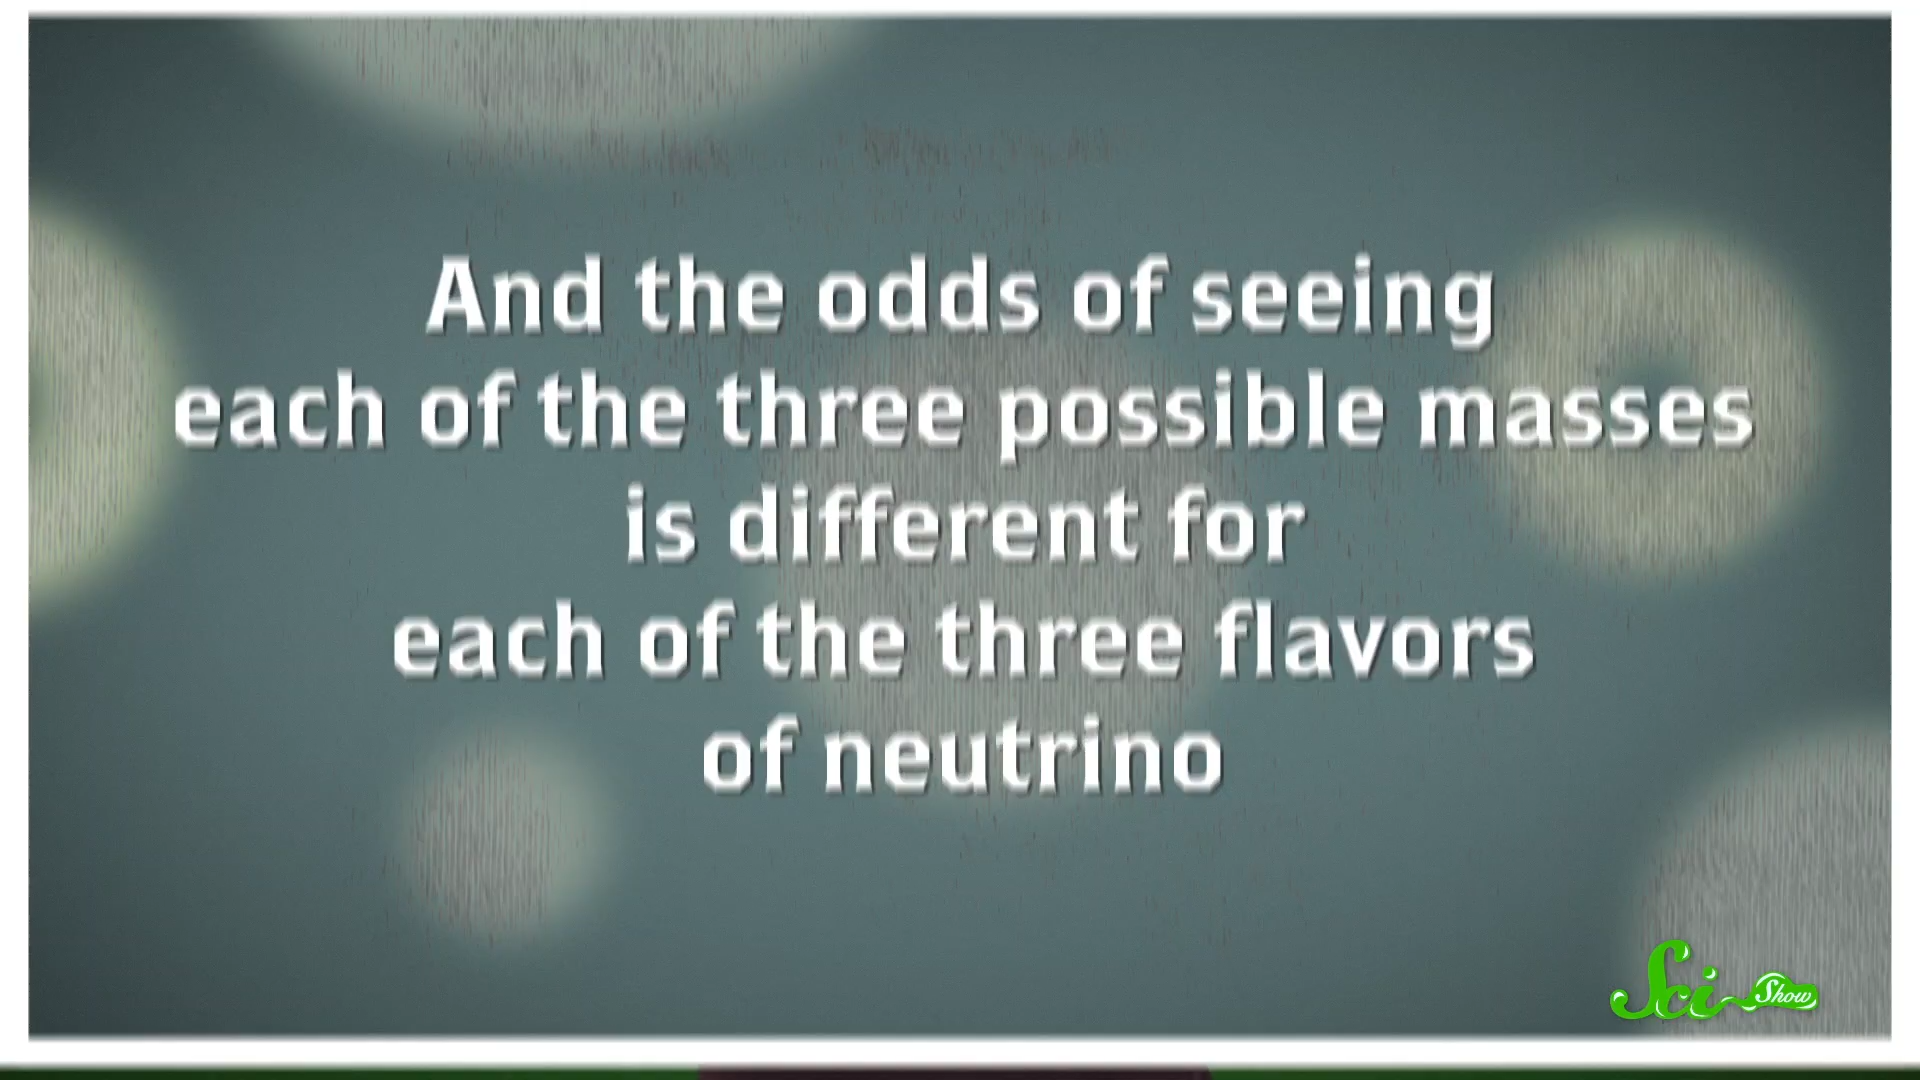 And the odds of seeing
each of the three possible masses
is different for
each of the three flavors
of neutrino
Sci Show